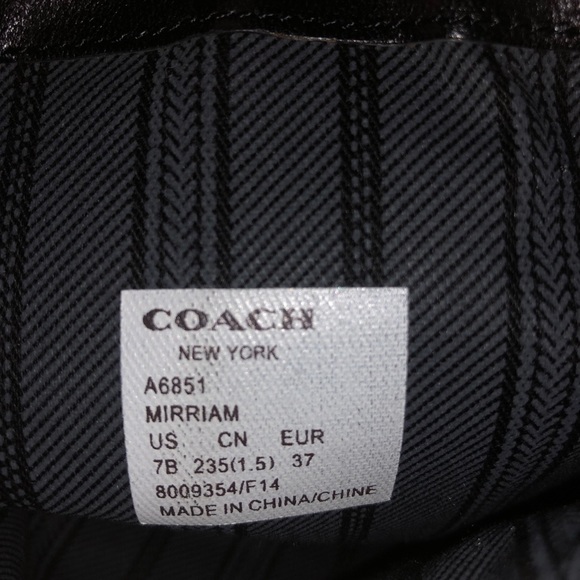 COACH
NEW YORK
A6851
MIRRIAM
US CN EUR
7B 235(1.5) 37
8009354/F14
MADE IN CHINA/CHINE